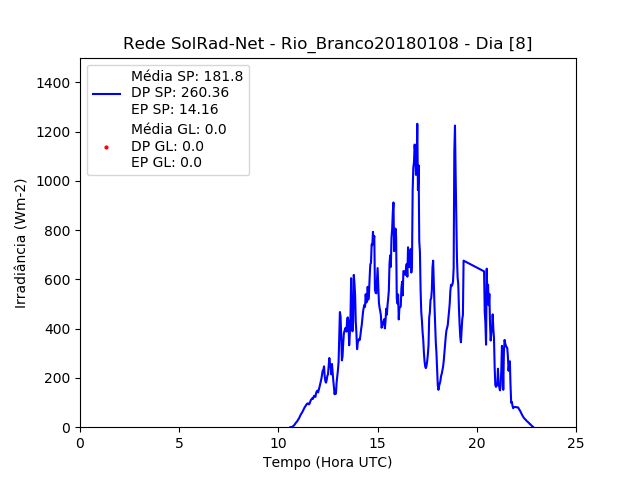 Rede SolRad-Net - Rio_Branco20180108 - Dia [8]
Média SP: 181.8
DP SP: 260.36
EP SP: 14.16
Média GL: 0.0
DP GL: 0.0
EP GL: 0.0
1400
1200
1000
800
600
400
200
0
Irradiância (Wm-2)
0 5 10 15 20 25
Tempo (Hora UTC)